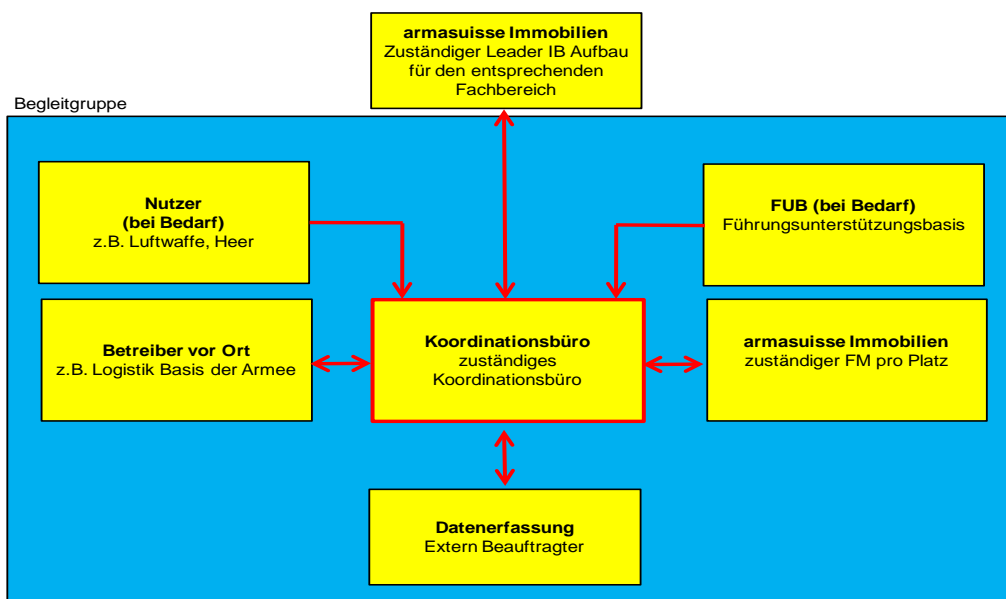 armasuisse Immobilien
Zuständiger Leader IB Aufbau
für den entsprechenden
Fachbereich
Begleitgruppe
Nutzer
(bei Bedarf)
z.B. Luftwaffe, Heer
FUB (bei Bedarf)
Führungsunterstützungsbasis
Betreiber vor Ort
z.B. Logistik Basis der Armee
Koordinationsbüro
zuständiges
Koordinationsbüro
armasuisse Immobilien
zuständiger FM pro Platz
Datenerfassung
Extern Beauftragter